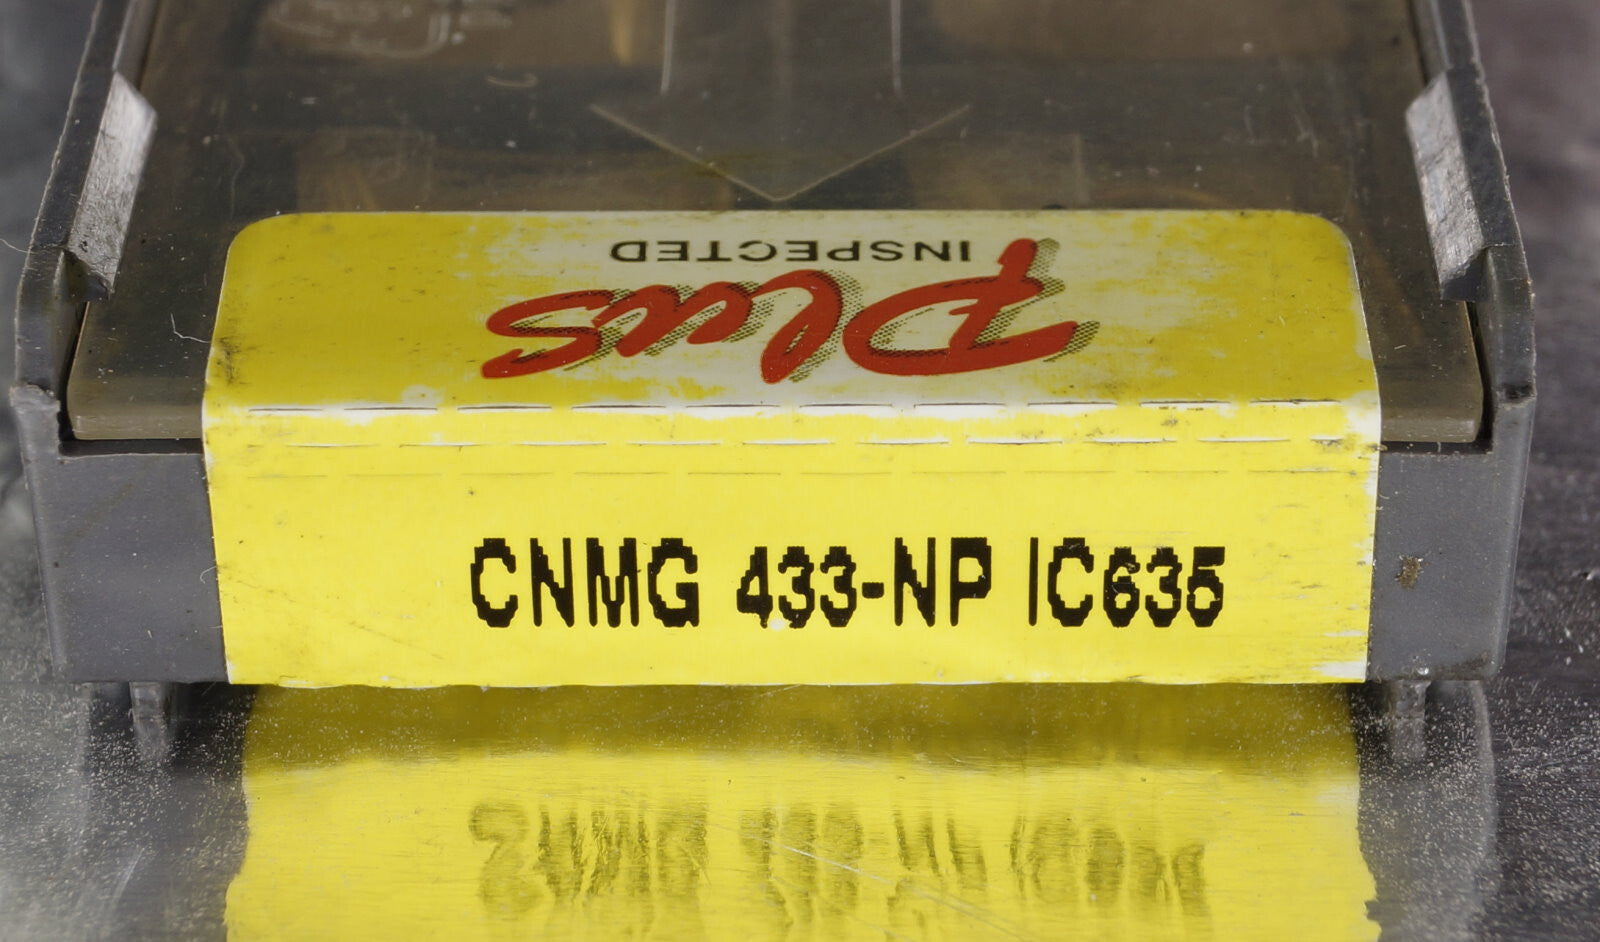 Plus
INSPECTED
CNMG 433-NP IC635